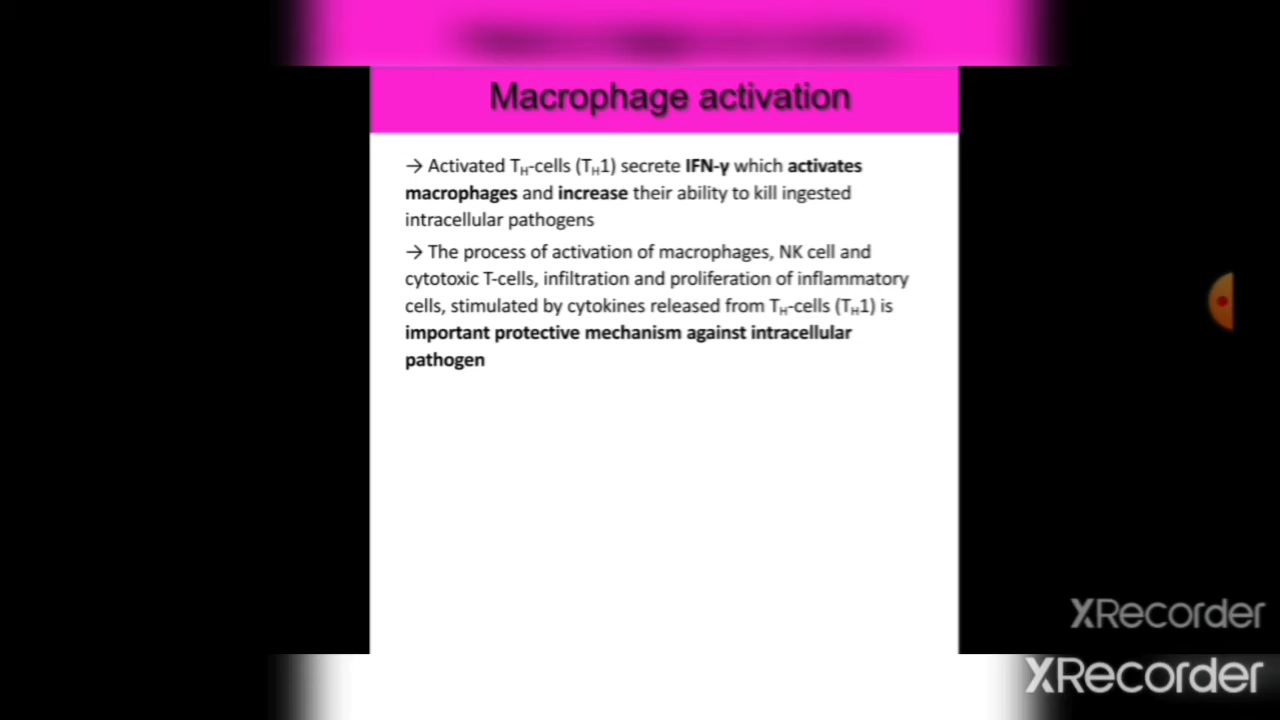 Macrophage activation
→ Activated TH-cells (TH1) secrete IFN-γ which activates
macrophages and increase their ability to kill ingested
intracellular pathogens
→ The process of activation of macrophages, NK cell and
cytotoxic T-cells, infiltration and proliferation of inflammatory
cells, stimulated by cytokines released from TH-cells (TH1) is
important protective mechanism against intracellular
pathogen
XRecorder
XRecorder